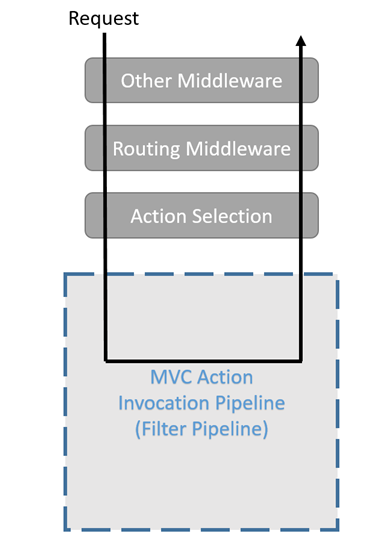 Request
Other Middleware
Routing Middleware
Action Selection
MVC Action
Invocation Pipeline
(Filter Pipeline)